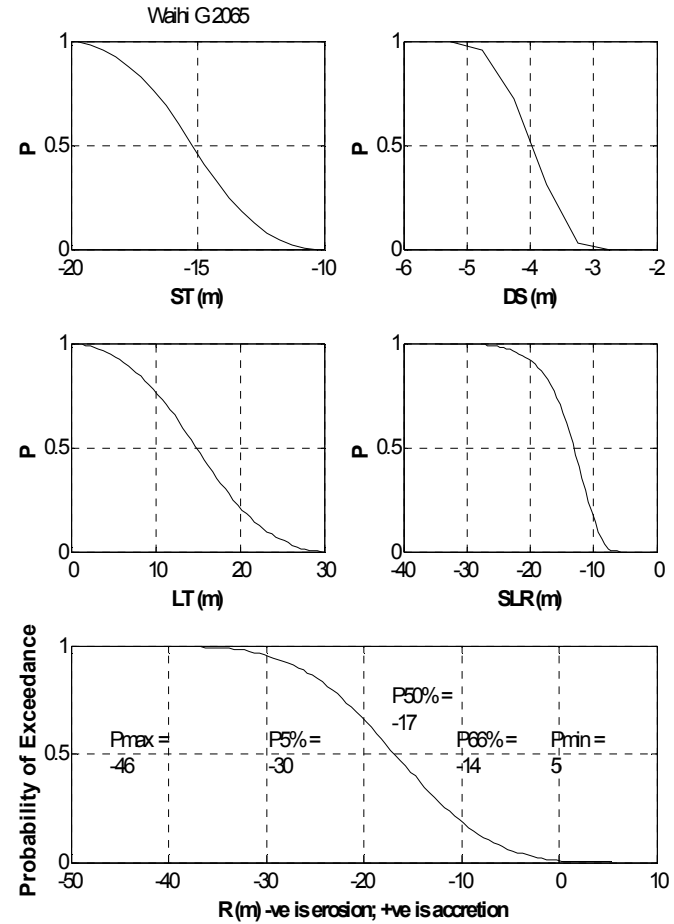 Waihi G2065
1
0.5
0
P
-20
-15
-10
ST (m)
1
0.5
0
P
-6
-5
-4
-3
-2
DS (m)
1
0.5
0
P
10
20
30
LT (m)
1
0.5
0
P
-40
-30
-20
-10
0
SLR (m)
Probability of Exceedance
1
0.5
0
P50% =
-17
Pmax =
-46
P5% =
-30
P66% =
-14
Pmin =
5
-50
-40
-30
-20
-10
0
10
R (m) -ve is erosion; +ve is accretion